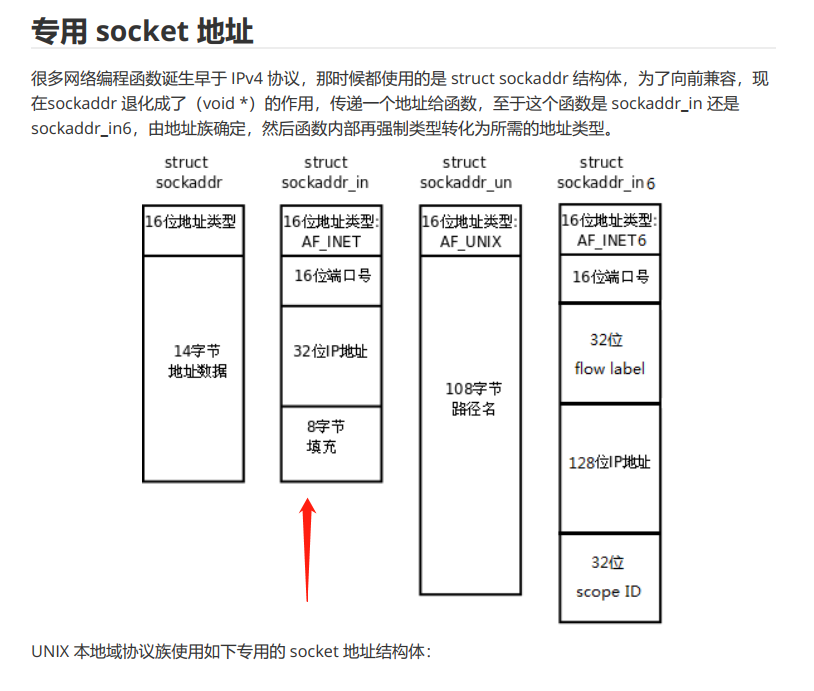 专用 socket 地址
很多网络编程函数诞生早于 IPv4 协议，那时候都使用的是 struct sockaddr 结构体，为了向前兼容，现
在sockaddr 退化成了（void *）的作用，传递一个地址给函数，至于这个函数是 sockaddr_in 还是
sockaddr_in6，由地址族确定，然后函数内部再强制类型转化为所需的地址类型。
struct
sockaddr
16位地址类型
14字节
地址数据
struct
sockaddr_in
16位地址类型:
AF_INET
16位端口号
32位IP地址
8字节
填充
struct
sockaddr_un
16位地址类型:
AF_UNIX
108字节
路径名
struct
sockaddr_in6
16位地址类型:
AF_INET6
16位端口号
32位
flow label
128位IP地址
32位
scope ID
UNIX 本地域协议族使用如下专用的 socket 地址结构体：